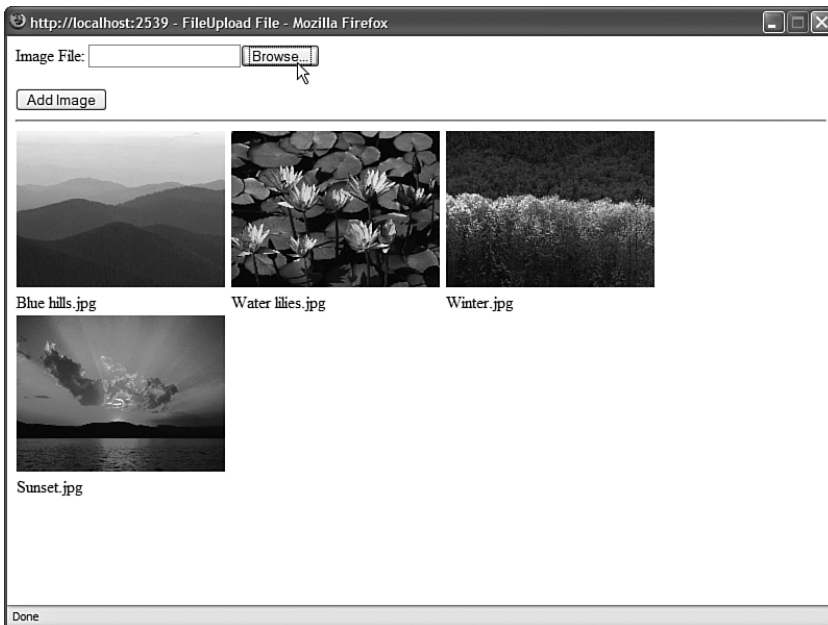 http://localhost:2539 - FileUpload File - Mozilla Firefox
Image File: Browse...
Add Image
Blue hills.jpg Water lilies.jpg Winter.jpg
Sunset.jpg
Done